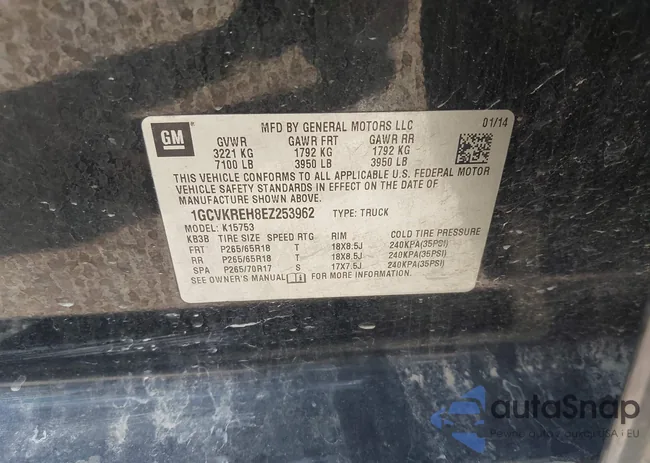 GM
MFD BY GENERAL MOTORS LLC 01/14
GVWR GAWR FRT GAWR RR
3221 KG 1792 KG 1792 KG
7100 LB 3950 LB 3950 LB
THIS VEHICLE CONFORMS TO ALL APPLICABLE U.S. FEDERAL MOTOR
VEHICLE SAFETY STANDARDS IN EFFECT ON THE DATE OF
MANUFACTURE SHOWN ABOVE.
1GCVKREH8EZ253962 TYPE: TRUCK
MODEL: K15753
KB3B TIRE SIZE SPEED RTG RIM COLD TIRE PRESSURE
FRT P265/65R18 T 18X8.5J 240KPA(35PSI)
RR P265/65R18 T 18X8.5J 240KPA(35PSI)
SPA P265/70R17 S 17X7.5J 240KPA(35PSI)
SEE OWNER'S MANUAL FOR MORE INFORMATION.
autoSnap